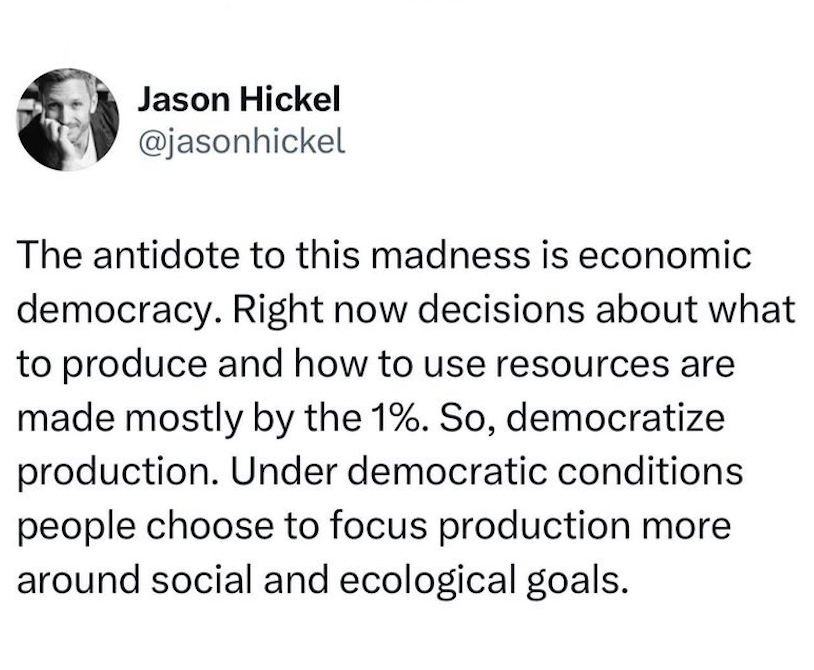 Jason Hickel
@jasonhickel
The antidote to this madness is economic
democracy. Right now decisions about what
to produce and how to use resources are
made mostly by the 1%. So, democratize
production. Under democratic conditions
people choose to focus production more
around social and ecological goals.